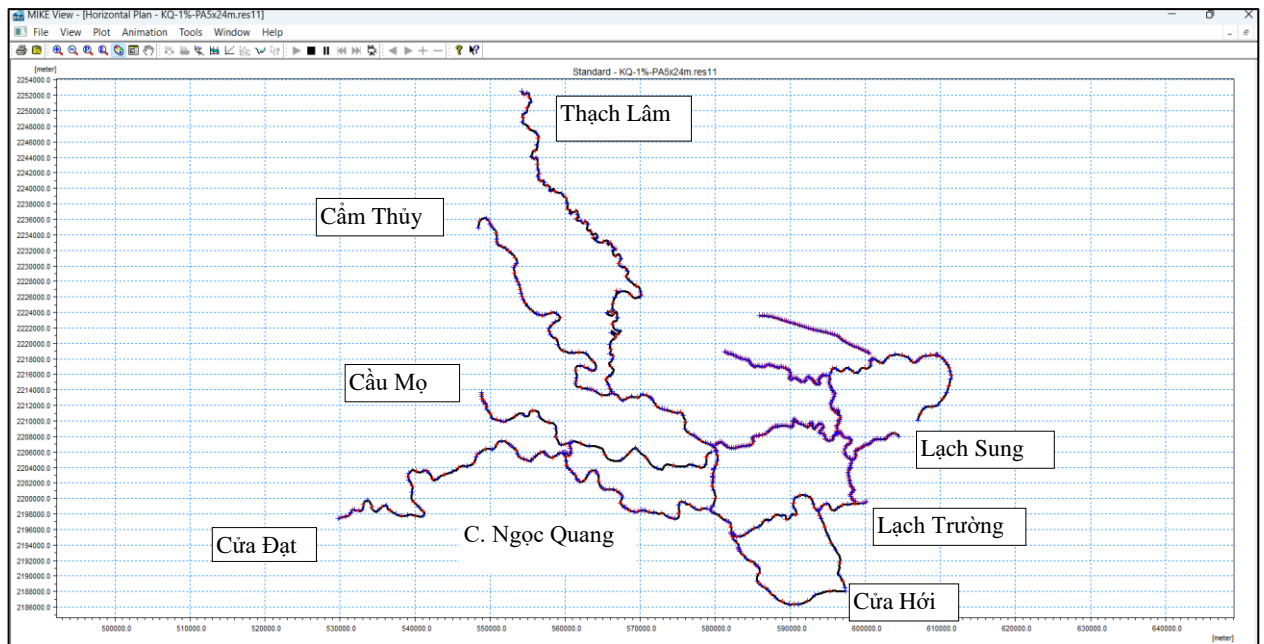 MIKE View - [Horizontal Plan - KQ-1%-PA5x24m.res11]
File View Plot Animation Tools Window Help
[meter]
Standard - KQ-1%-PA5x24m.res11
2254000.0
2252000.0
2250000.0
2248000.0
2246000.0
2244000.0
2242000.0
2240000.0
2238000.0
2236000.0
2234000.0
2232000.0
2230000.0
2228000.0
2226000.0
2224000.0
2222000.0
2220000.0
2218000.0
2216000.0
2214000.0
2212000.0
2210000.0
2208000.0
2206000.0
2204000.0
2202000.0
2200000.0
2198000.0
2196000.0
2194000.0
2192000.0
2190000.0
2188000.0
2186000.0
Thạch Lâm
Cẩm Thủy
Cầu Mọ
Lạch Sung
Lạch Trường
C. Ngọc Quang
Cửa Đạt
Cửa Hới
500000.0 510000.0 520000.0 530000.0 540000.0 550000.0 560000.0 570000.0 580000.0 590000.0 600000.0 610000.0 620000.0 630000.0 640000.0
[meter]